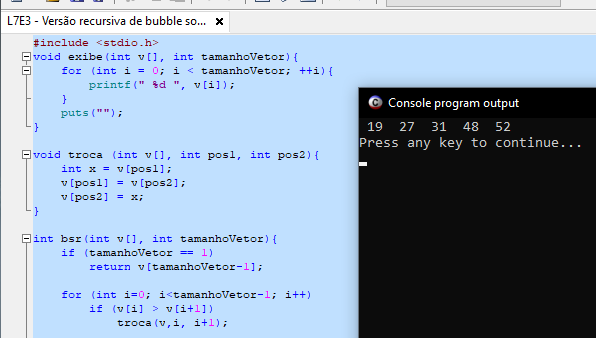 L7E3 - Versão recursiva de bubble so...
#include <stdio.h>
void exibe(int v[], int tamanhoVetor){
for (int i = 0; i < tamanhoVetor; ++i){
printf(" %d ", v[i]);
}
puts("");
}
void troca (int v[], int pos1, int pos2){
int x = v[pos1];
v[pos1] = v[pos2];
v[pos2] = x;
}
int bsr(int v[], int tamanhoVetor){
if (tamanhoVetor == 1)
return v[tamanhoVetor-1];
for (int i=0; i<tamanhoVetor-1; i++)
if (v[i] > v[i+1])
troca(v,i, i+1);
Console program output
19 27 31 48 52
Press any key to continue...